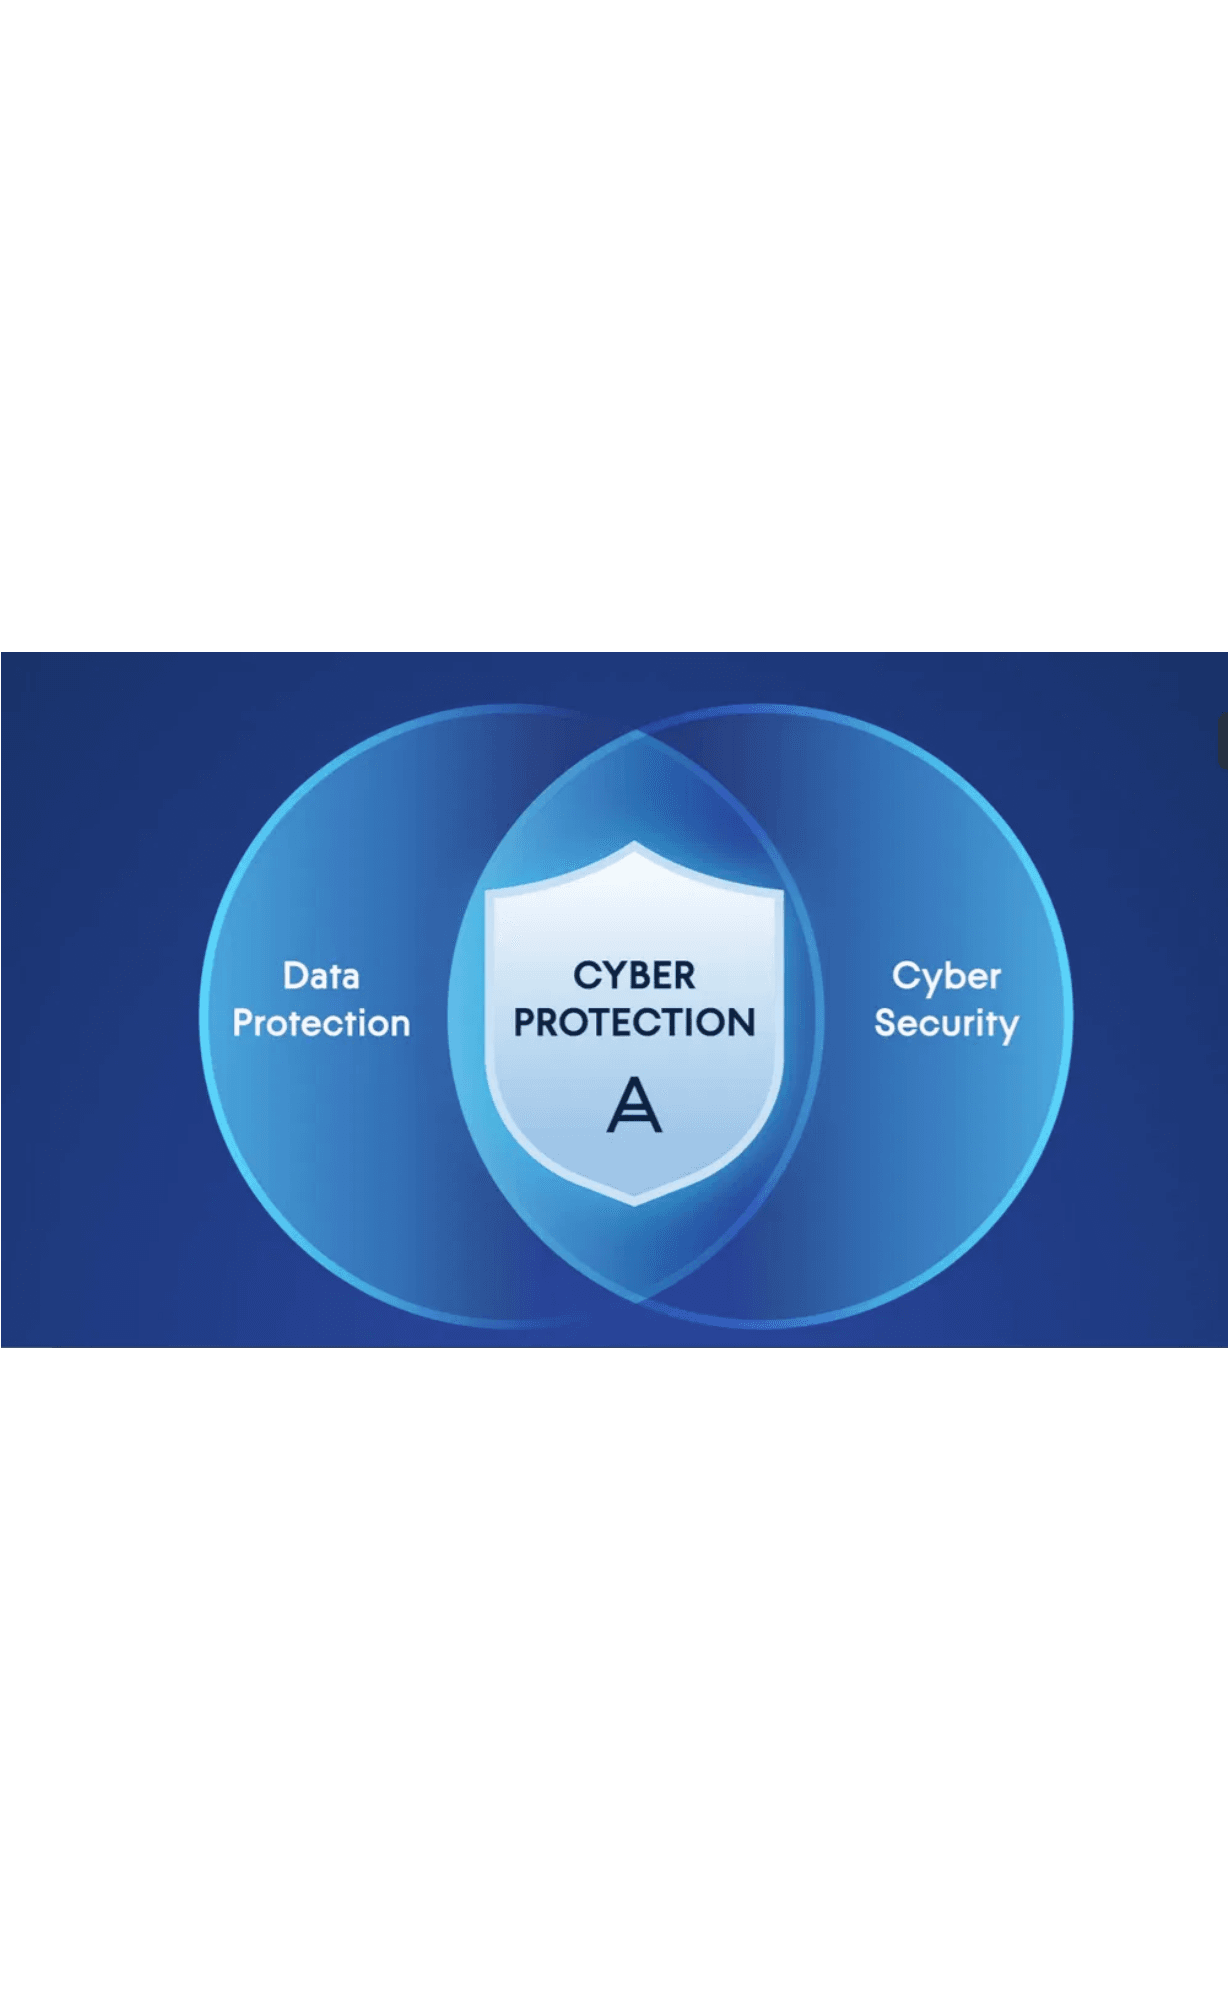 Data
Protection
CYBER
PROTECTION
A
Cyber
Security